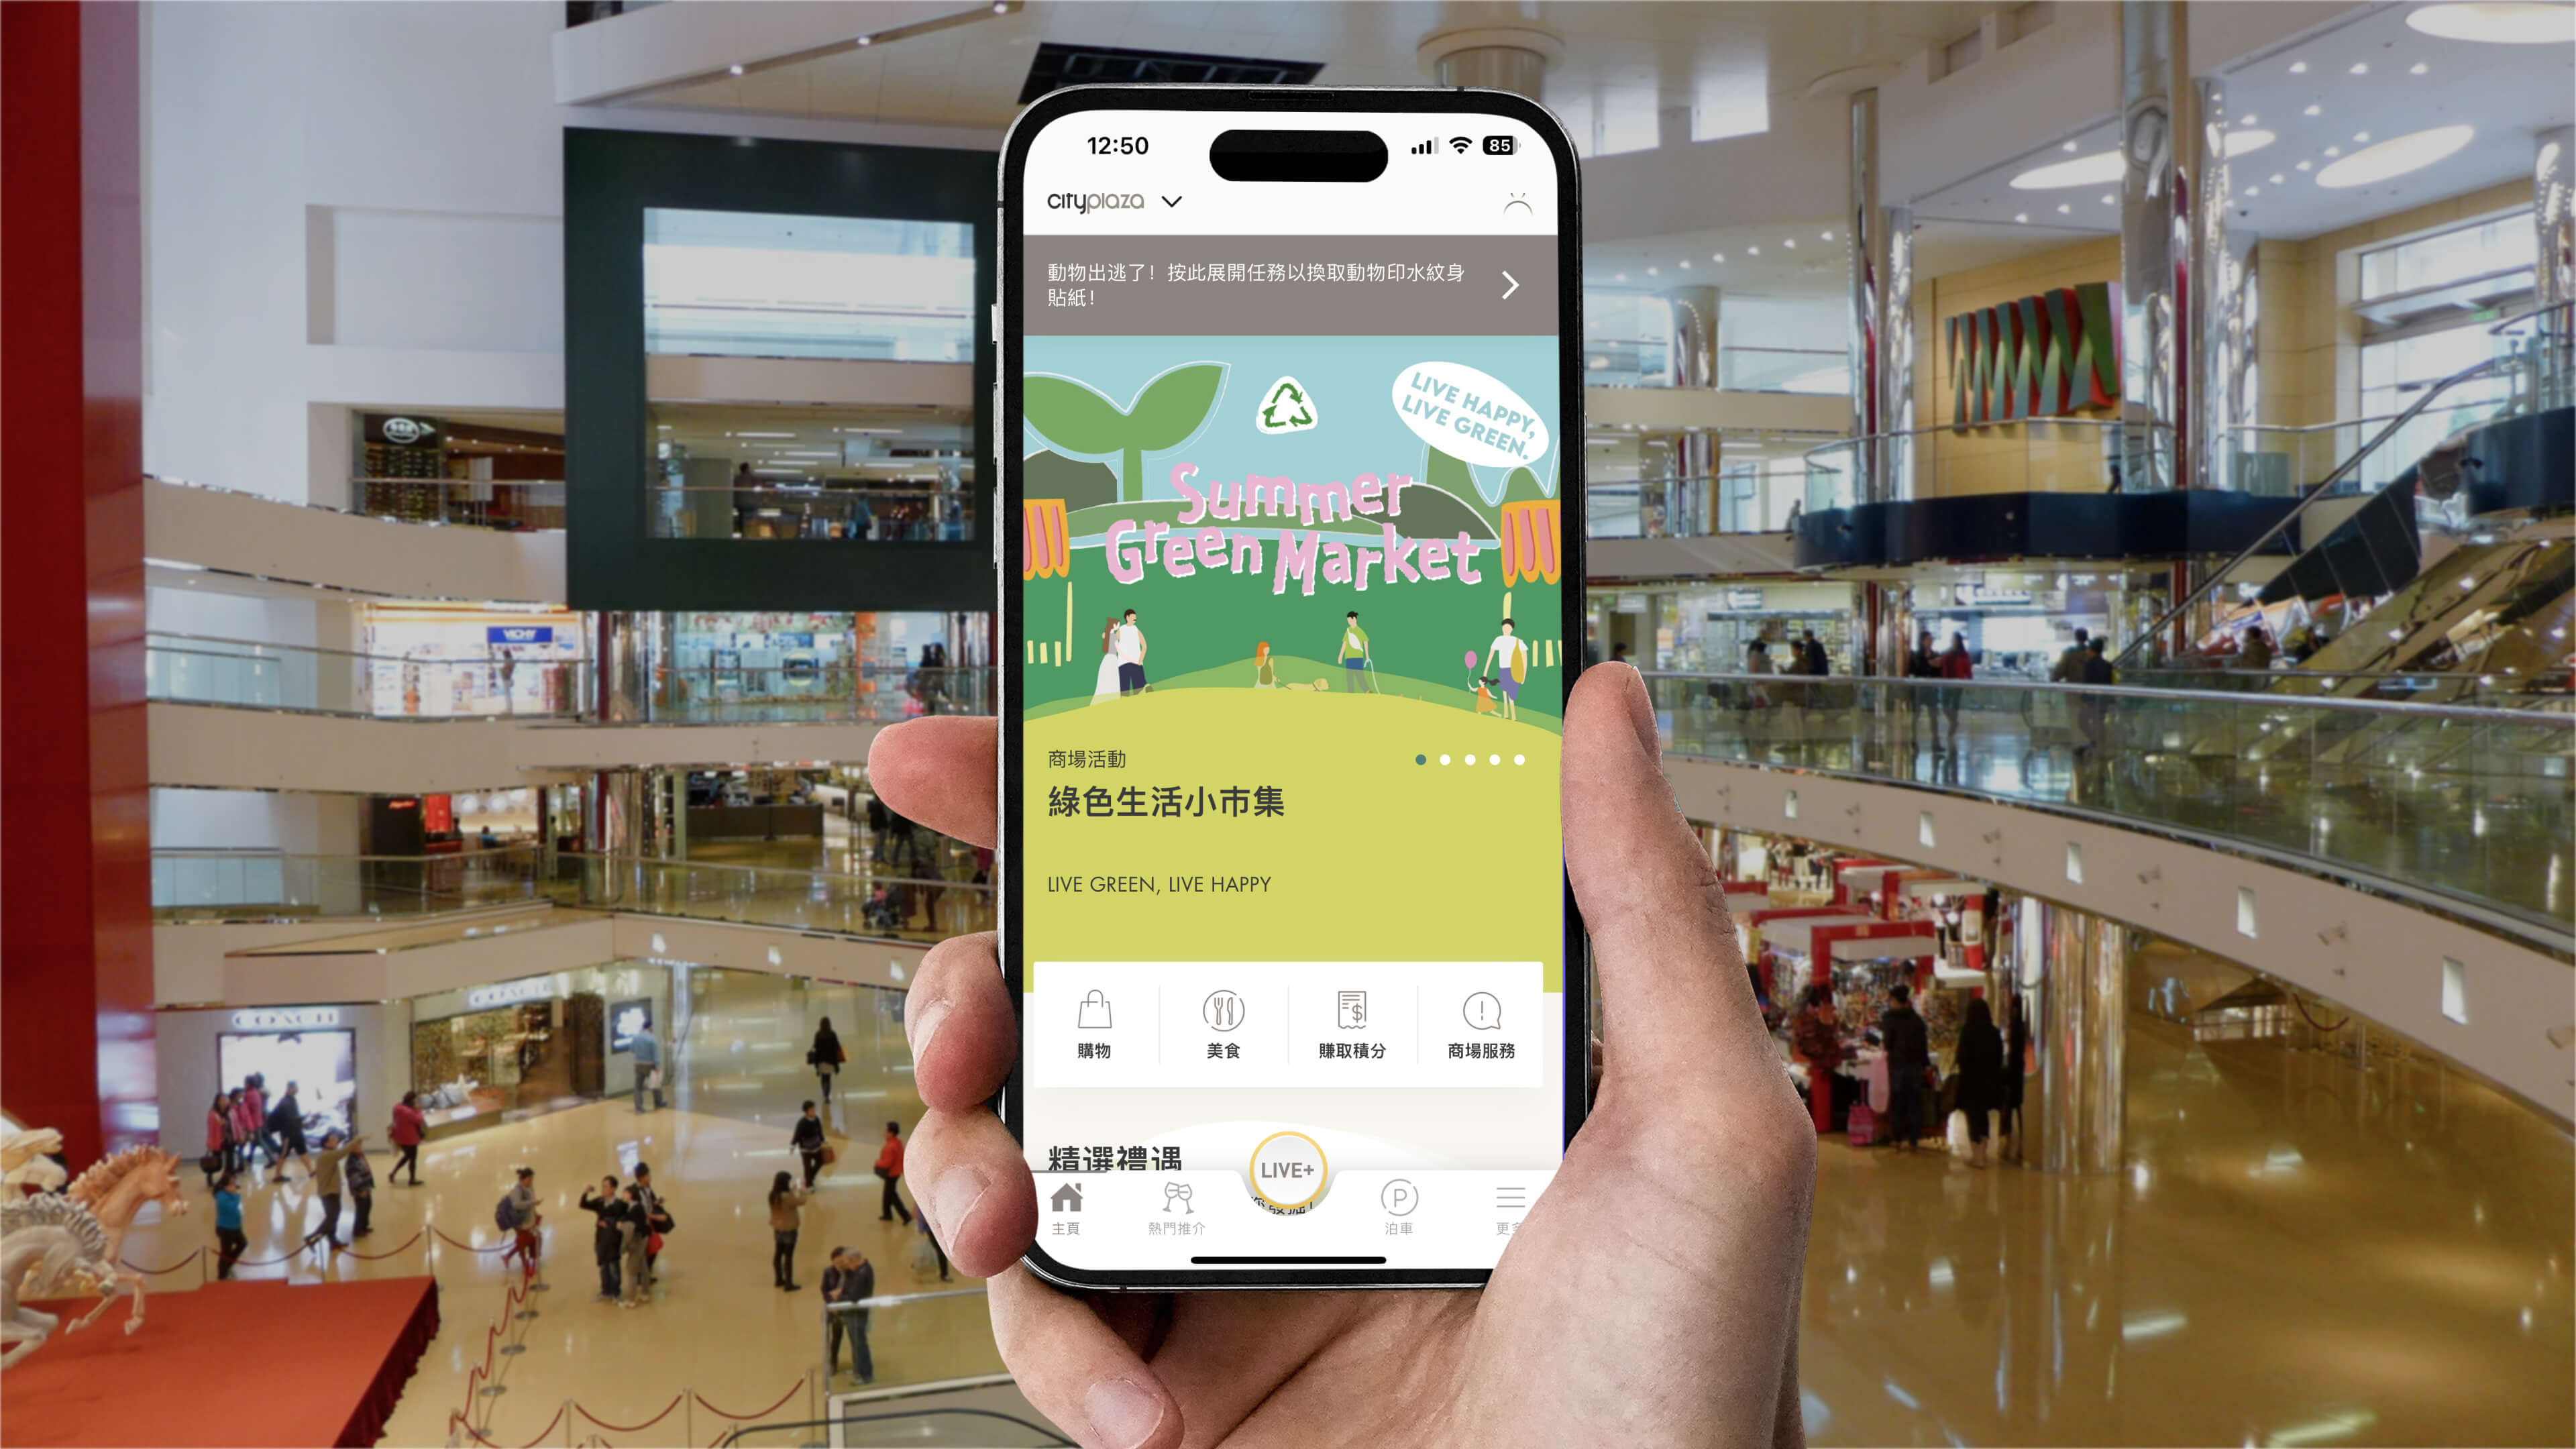 12:50
85
cityplaza
動物出逃了！按此展開任務以換取動物印水紋身
貼紙！
LIVE HAPPY,
LIVE GREEN.
Summer
Green Market
商場活動
綠色生活小市集
LIVE GREEN, LIVE HAPPY
購物
美食
賺取積分
商場服務
精選禮遇
LIVE+
主頁
熱門推介
泊車
VICHY
COACH
COACH